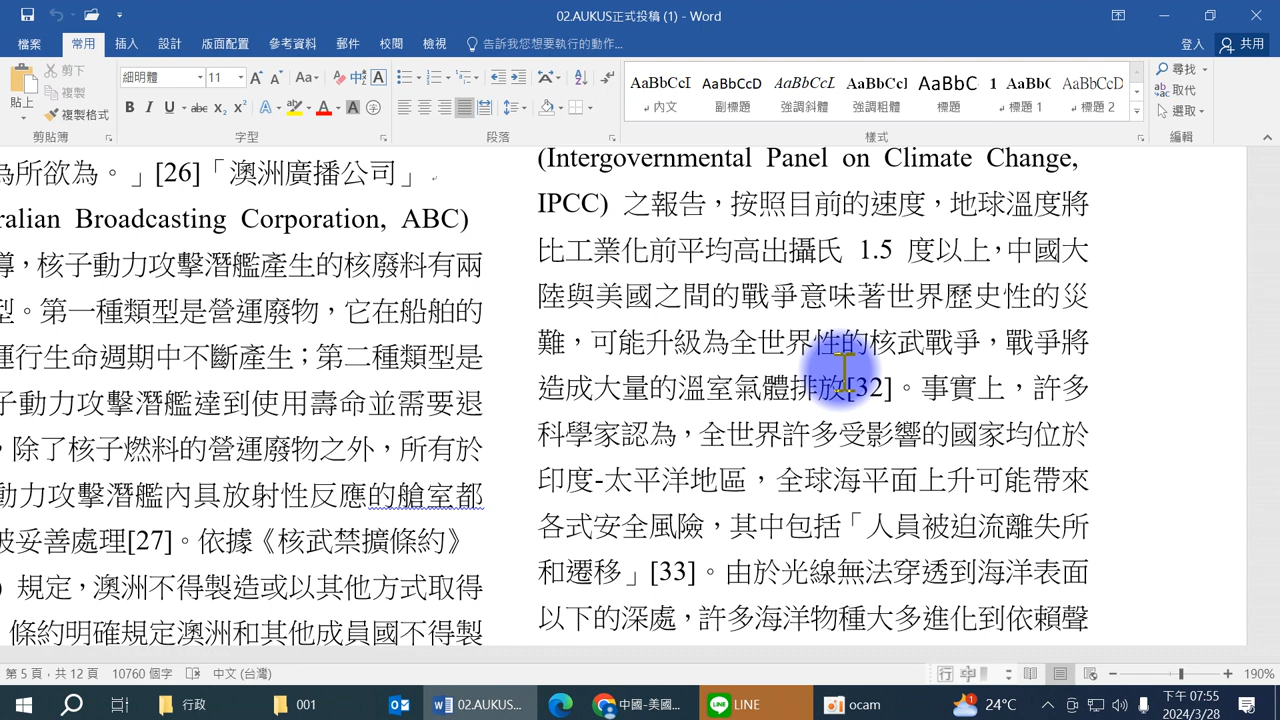 02.AUKUS正式投稿 (1) - Word
檔案 常用 插入 設計 版面配置 參考資料 郵件 校閱 檢視 告訴我您想要執行的動作... 登入 共用
貼上 剪下 複製 複製格式 剪貼簿
細明體 11 字型
段落
AaBbCcI AaBbCcD AaBbCcL AaBbCcl AaBbC 1 AaBb( AaBbCcD
內文 副標題 強調斜體 強調粗體 標題 標題 1 標題 2
樣式
尋找 取代 選取 編輯
為所欲為。」[26]「澳洲廣播公司」
ralian Broadcasting Corporation, ABC)
導，核子動力攻擊潛艦產生的核廢料有兩
型。第一種類型是營運廢物，它在船舶的
運行生命週期中不斷產生；第二種類型是
子動力攻擊潛艦達到使用壽命並需要退
，除了核子燃料的營運廢物之外，所有於
動力攻擊潛艦內具放射性反應的艙室都
被妥善處理[27]。依據《核武禁擴條約》
) 規定，澳洲不得製造或以其他方式取得
條約明確規定澳洲和其他成員國不得製
(Intergovernmental Panel on Climate Change,
IPCC) 之報告，按照目前的速度，地球溫度將
比工業化前平均高出攝氏 1.5 度以上，中國大
陸與美國之間的戰爭意味著世界歷史性的災
難，可能升級為全世界性的核武戰爭，戰爭將
造成大量的溫室氣體排放[32]。事實上，許多
科學家認為，全世界許多受影響的國家均位於
印度-太平洋地區，全球海平面上升可能帶來
各式安全風險，其中包括「人員被迫流離失所
和遷移」[33]。由於光線無法穿透到海洋表面
以下的深處，許多海洋物種大多進化到依賴聲
第 5 頁，共 12 頁 10760 個字 中文 (台灣) 190%
行政 001 02.AUKUS... 中國-美國... LINE ocam 24°C 下午 07:55
2024/3/28